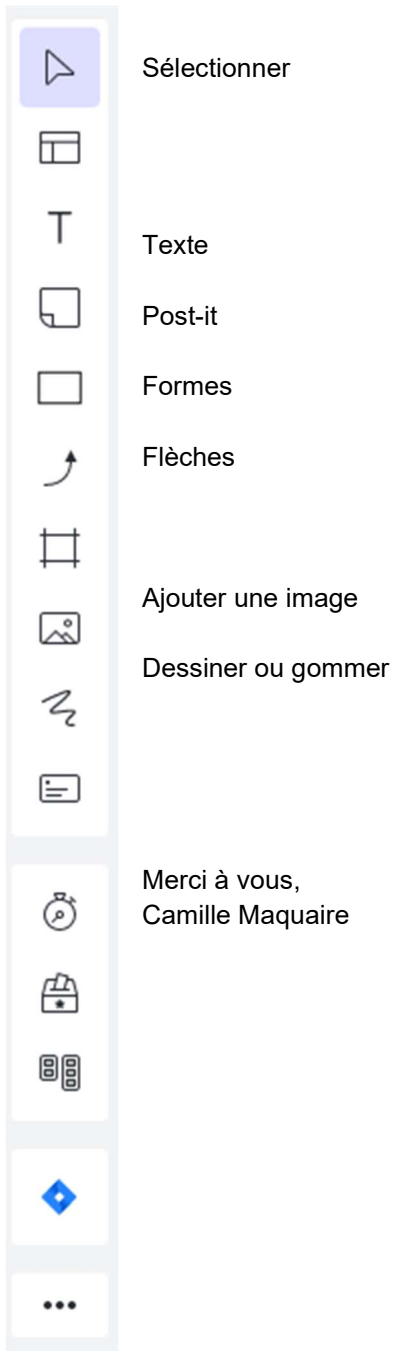 Sélectionner
Texte
Post-it
Formes
Flèches
Ajouter une image
Dessiner ou gommer
Merci à vous,
Camille Maquaire